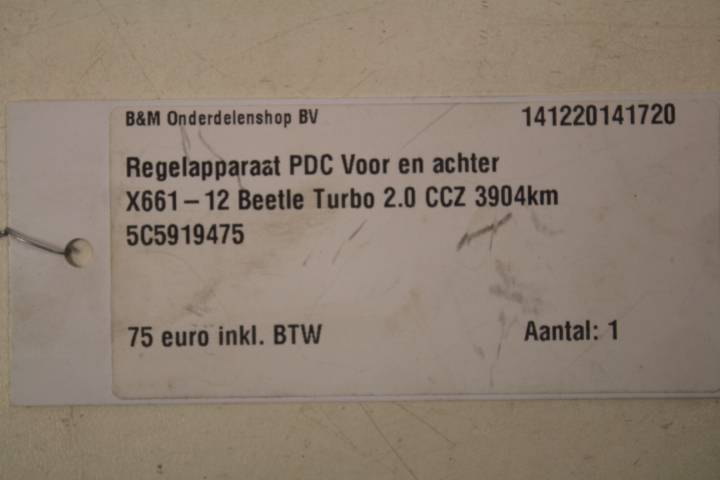 B&M Onderdelenshop BV 141220141720
Regelapparaat PDC Voor en achter
X661-12 Beetle Turbo 2.0 CCZ 3904km
5C5919475
75 euro inkl. BTW Aantal: 1